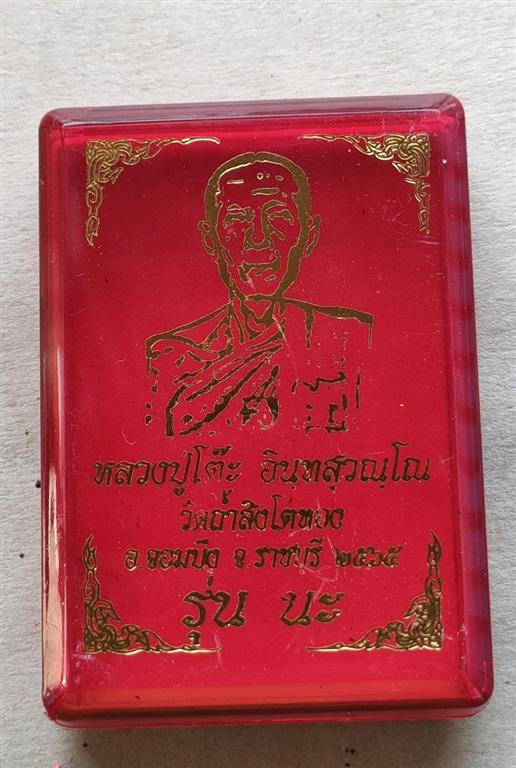 หลวงปู่โต๊ะ อินฺทสุวณฺโณ
วัดถ้ำสิงโตทอง
อ.จอมบึง จ.ราชบุรี ๒๕๖๕
รุ่น นะ